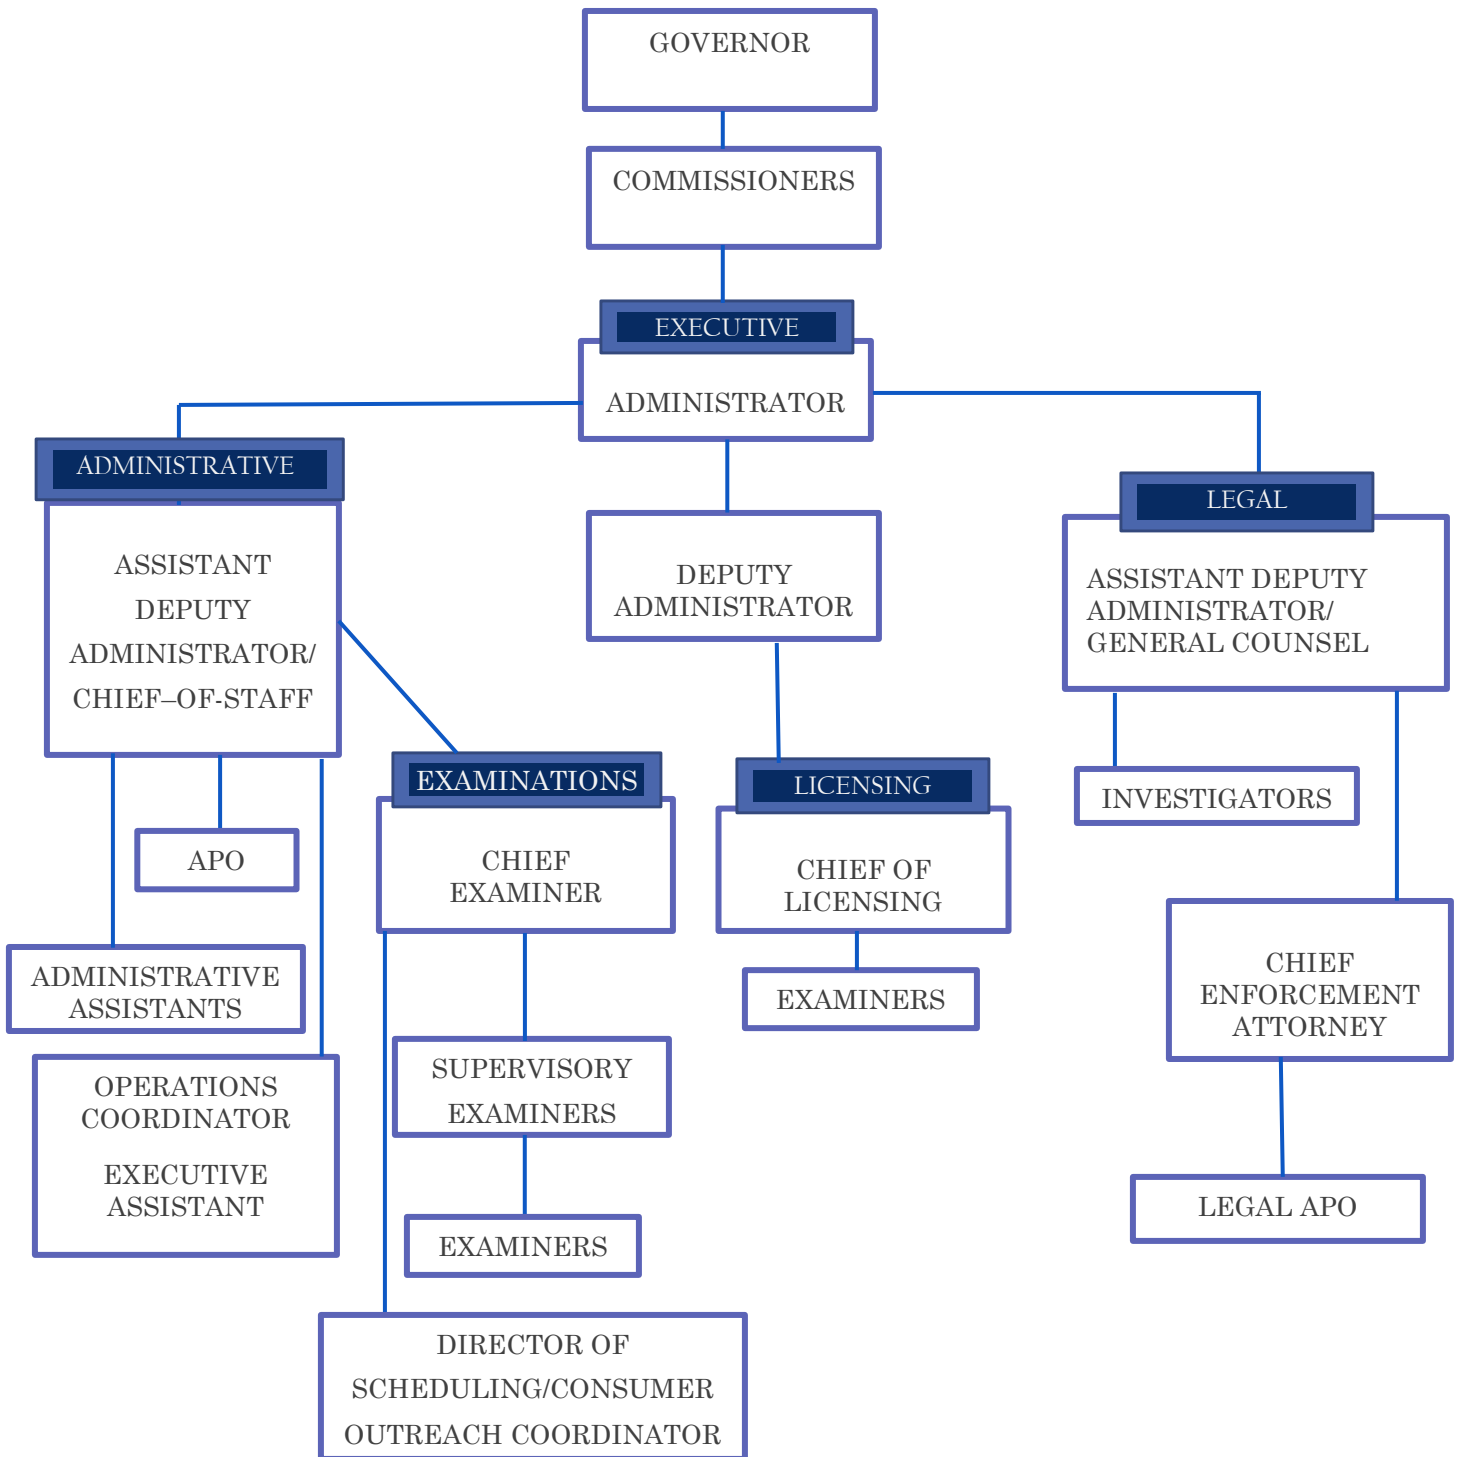 GOVERNOR
COMMISSIONERS
EXECUTIVE
ADMINISTRATOR
ADMINISTRATIVE
ASSISTANT
DEPUTY
ADMINISTRATOR/
CHIEF–OF-STAFF
DEPUTY
ADMINISTRATOR
LEGAL
ASSISTANT DEPUTY
ADMINISTRATOR/
GENERAL COUNSEL
APO
ADMINISTRATIVE
ASSISTANTS
OPERATIONS
COORDINATOR
EXECUTIVE
ASSISTANT
EXAMINATIONS
CHIEF
EXAMINER
SUPERVISORY
EXAMINERS
EXAMINERS
DIRECTOR OF
SCHEDULING/CONSUMER
OUTREACH COORDINATOR
LICENSING
CHIEF OF
LICENSING
EXAMINERS
INVESTIGATORS
CHIEF
ENFORCEMENT
ATTORNEY
LEGAL APO